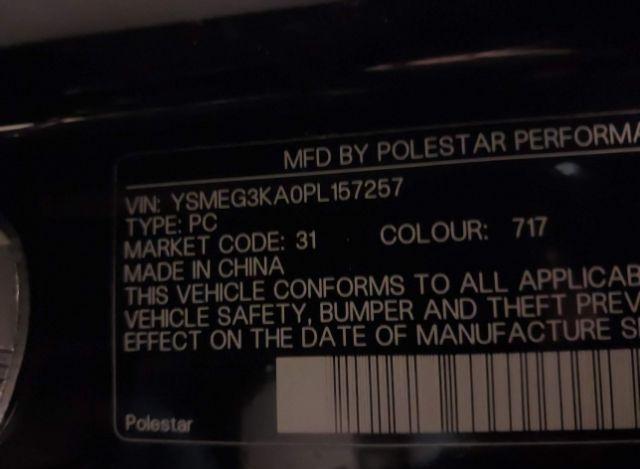 MFD BY POLESTAR PERFORMA
VIN: YSMEG3KA0PL157257
TYPE: PC
MARKET CODE: 31 COLOUR: 717
MADE IN CHINA
THIS VEHICLE CONFORMS TO ALL APPLICAB
VEHICLE SAFETY, BUMPER AND THEFT PREV
EFFECT ON THE DATE OF MANUFACTURE S
Polestar